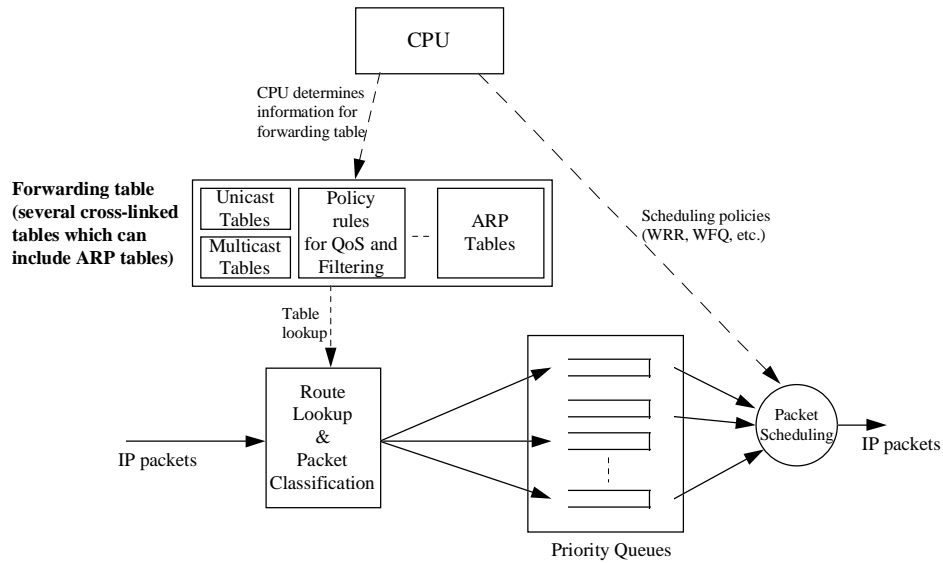 CPU
CPU determines
information for
forwarding table
Forwarding table
(several cross-linked
tables which can
include ARP tables)
Unicast
Tables
Multicast
Tables
Policy
rules
for QoS and
Filtering
ARP
Tables
Scheduling policies
(WRR, WFQ, etc.)
Table
lookup
Route
Lookup
&
Packet
Classification
IP packets
Packet
Scheduling
IP packets
Priority Queues